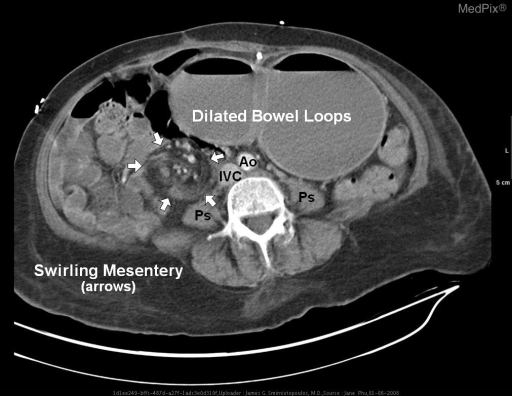 MedPix®
Dilated Bowel Loops
Ao
IVC
Ps
Ps
L
5 cm
Swirling Mesentery
(arrows)